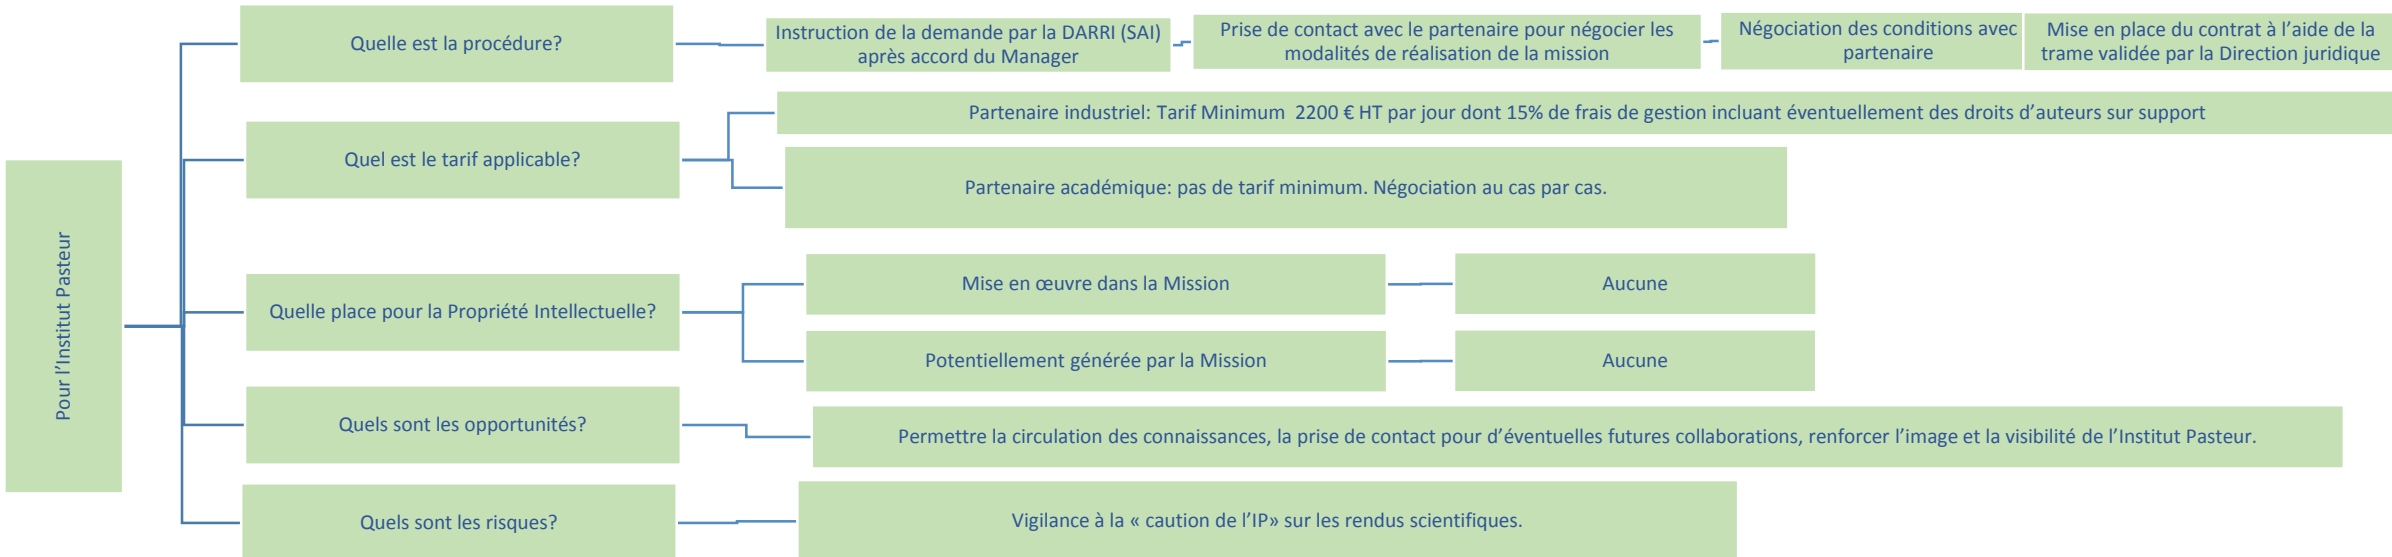 Pour l'Institut Pasteur
Quelle est la procédure?
Instruction de la demande par la DARRI (SAI)
après accord du Manager
Prise de contact avec le partenaire pour négocier les
modalités de réalisation de la mission
Négociation des conditions avec
partenaire
Mise en place du contrat à l'aide de la
trame validée par la Direction juridique
Quel est le tarif applicable?
Partenaire industriel: Tarif Minimum 2200 € HT par jour dont 15% de frais de gestion incluant éventuellement des droits d'auteurs sur support
Partenaire académique: pas de tarif minimum. Négociation au cas par cas.
Quelle place pour la Propriété Intellectuelle?
Mise en œuvre dans la Mission
Aucune
Potentiellement générée par la Mission
Aucune
Quels sont les opportunités?
Permettre la circulation des connaissances, la prise de contact pour d'éventuelles futures collaborations, renforcer l'image et la visibilité de l'Institut Pasteur.
Quels sont les risques?
Vigilance à la « caution de l'IP» sur les rendus scientifiques.